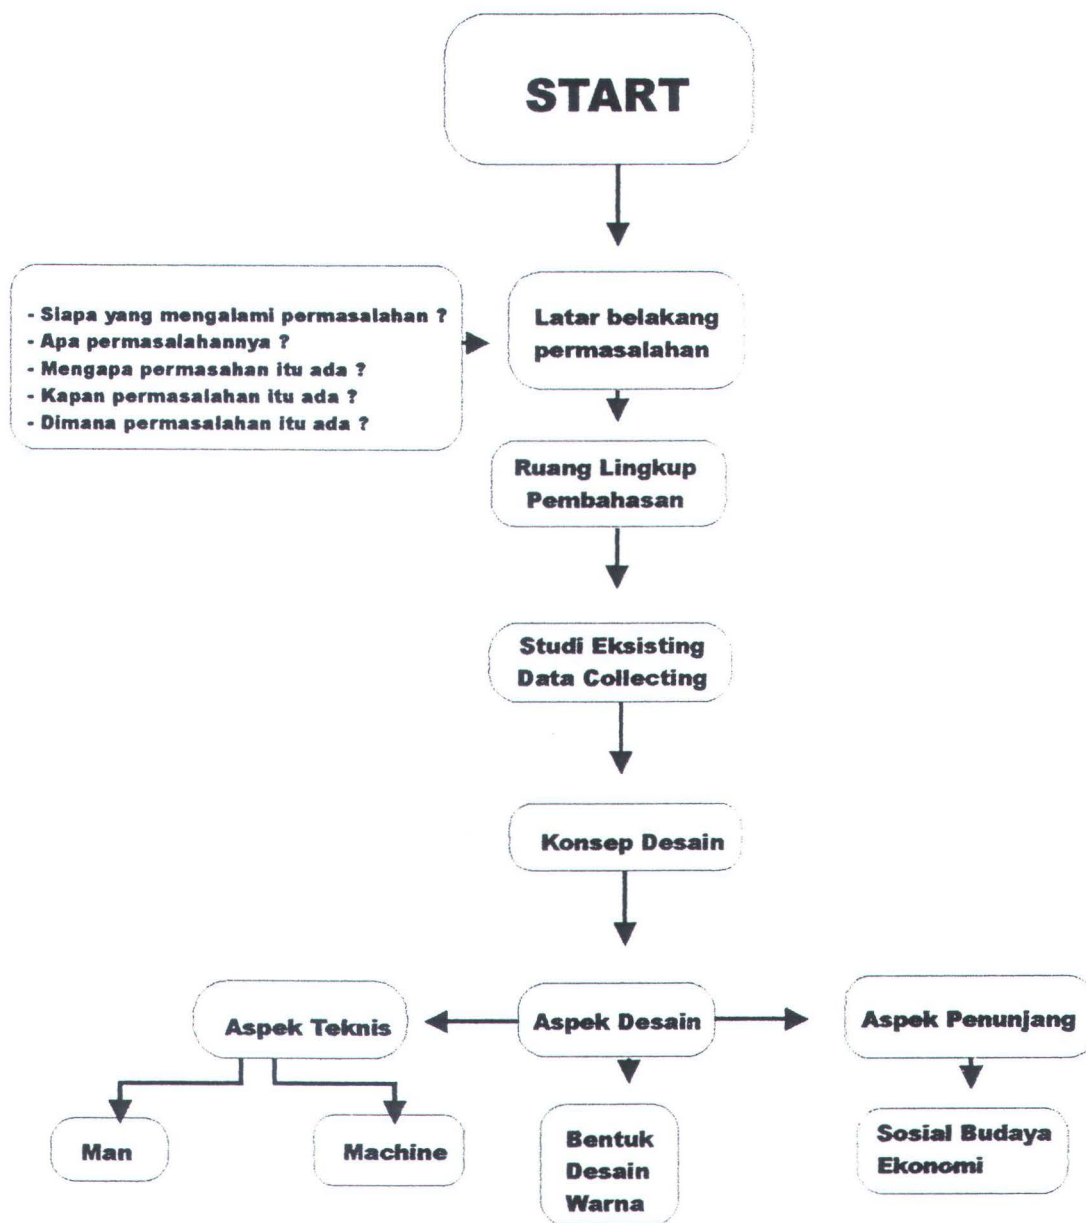 START
- Siapa yang mengalami permasalahan ?
- Apa permasalahannya ?
- Mengapa permasahan itu ada ?
- Kapan permasalahan itu ada ?
- Dimana permasalahan itu ada ?
Latar belakang
permasalahan
Ruang Lingkup
Pembahasan
Studi Eksisting
Data Collecting
Konsep Desain
Aspek Teknis
Aspek Desain
Aspek Penunjang
Man
Machine
Bentuk
Desain
Warna
Sosial Budaya
Ekonomi